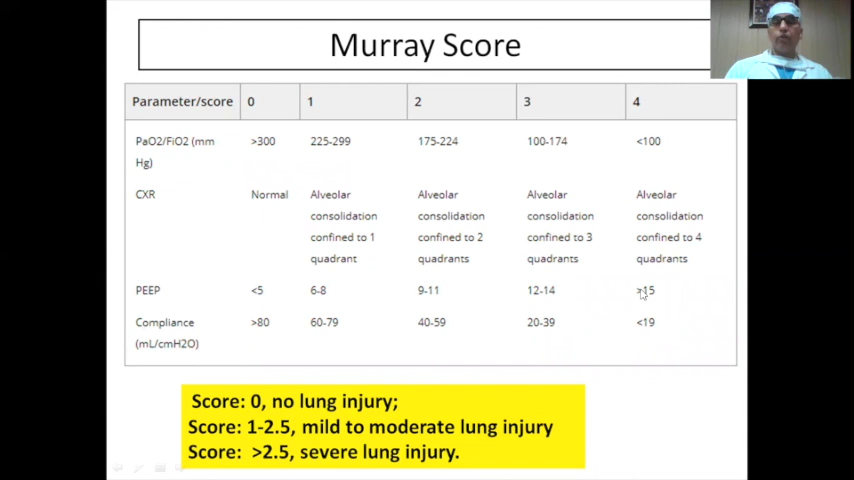 Murray Score
Parameter/score 0 1 2 3 4
PaO2/FiO2 (mm Hg) >300 225-299 175-224 100-174 <100
CXR Normal Alveolar consolidation confined to 1 quadrant Alveolar consolidation confined to 2 quadrants Alveolar consolidation confined to 3 quadrants Alveolar consolidation confined to 4 quadrants
PEEP <5 6-8 9-11 12-14 >15
Compliance (mL/cmH2O) >80 60-79 40-59 20-39 <19
Score: 0, no lung injury;
Score: 1-2.5, mild to moderate lung injury
Score: >2.5, severe lung injury.